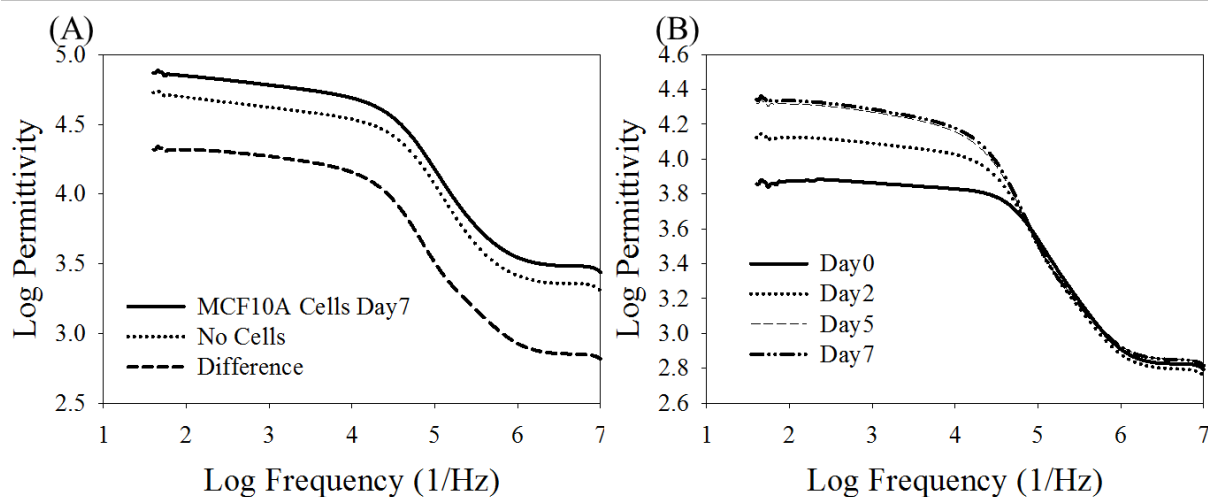 (A)
5.0
4.5
4.0
3.5
3.0
2.5
Log Permittivity
MCF10A Cells Day7
No Cells
Difference
1 2 3 4 5 6 7
Log Frequency (1/Hz)
(B)
4.6
4.4
4.2
4.0
3.8
3.6
3.4
3.2
3.0
2.8
2.6
Log Permittivity
Day0
Day2
Day5
Day7
1 2 3 4 5 6 7
Log Frequency (1/Hz)